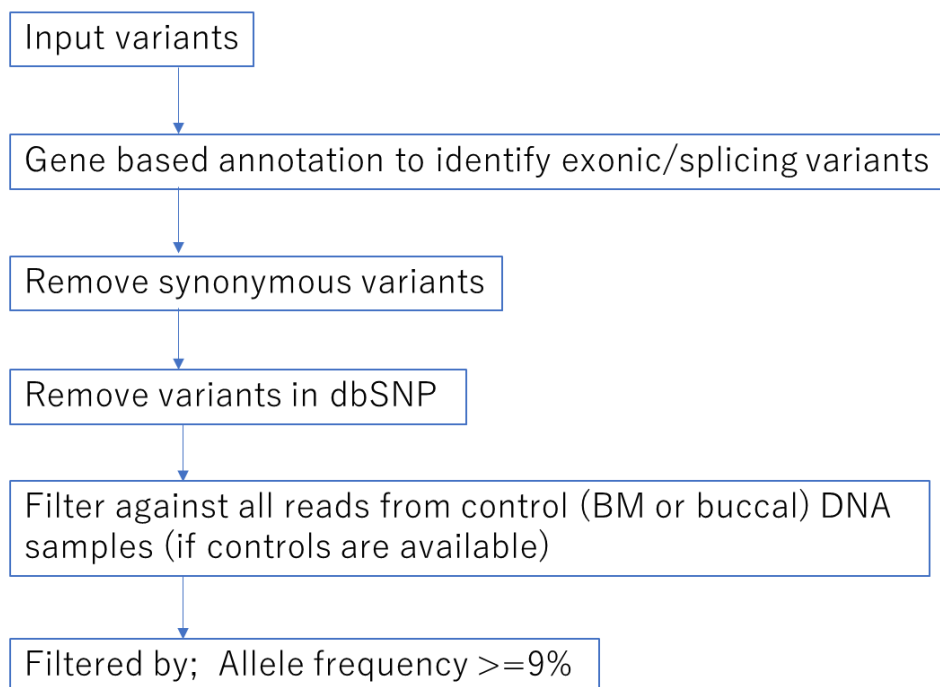 Input variants
Gene based annotation to identify exonic/splicing variants
Remove synonymous variants
Remove variants in dbSNP
Filter against all reads from control (BM or buccal) DNA
samples (if controls are available)
Filtered by; Allele frequency >=9%